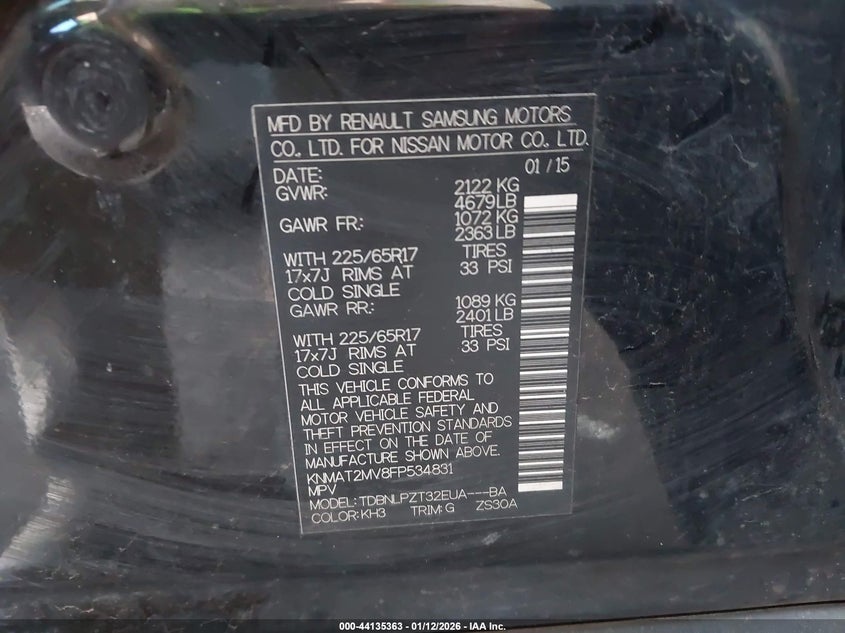 MFD BY RENAULT SAMSUNG MOTORS
CO., LTD. FOR NISSAN MOTOR CO., LTD.
DATE: 01 / 15
GVWR: 2122 KG
4679 LB
GAWR FR: 1072 KG
2363 LB
WITH 225/65R17 TIRES
17x7J RIMS AT 33 PSI
COLD SINGLE
GAWR RR: 1089 KG
2401 LB
WITH 225/65R17 TIRES
17x7J RIMS AT 33 PSI
COLD SINGLE
THIS VEHICLE CONFORMS TO
ALL APPLICABLE FEDERAL
MOTOR VEHICLE SAFETY AND
THEFT PREVENTION STANDARDS
IN EFFECT ON THE DATE OF
MANUFACTURE SHOWN ABOVE.
KNMAT2MV8FP534831
MPV
MODEL: TDBNLPZT32EUA---BA
COLOR: KH3 TRIM: G ZS30A
000-44135363 - 01/12/2026 - IAA Inc.